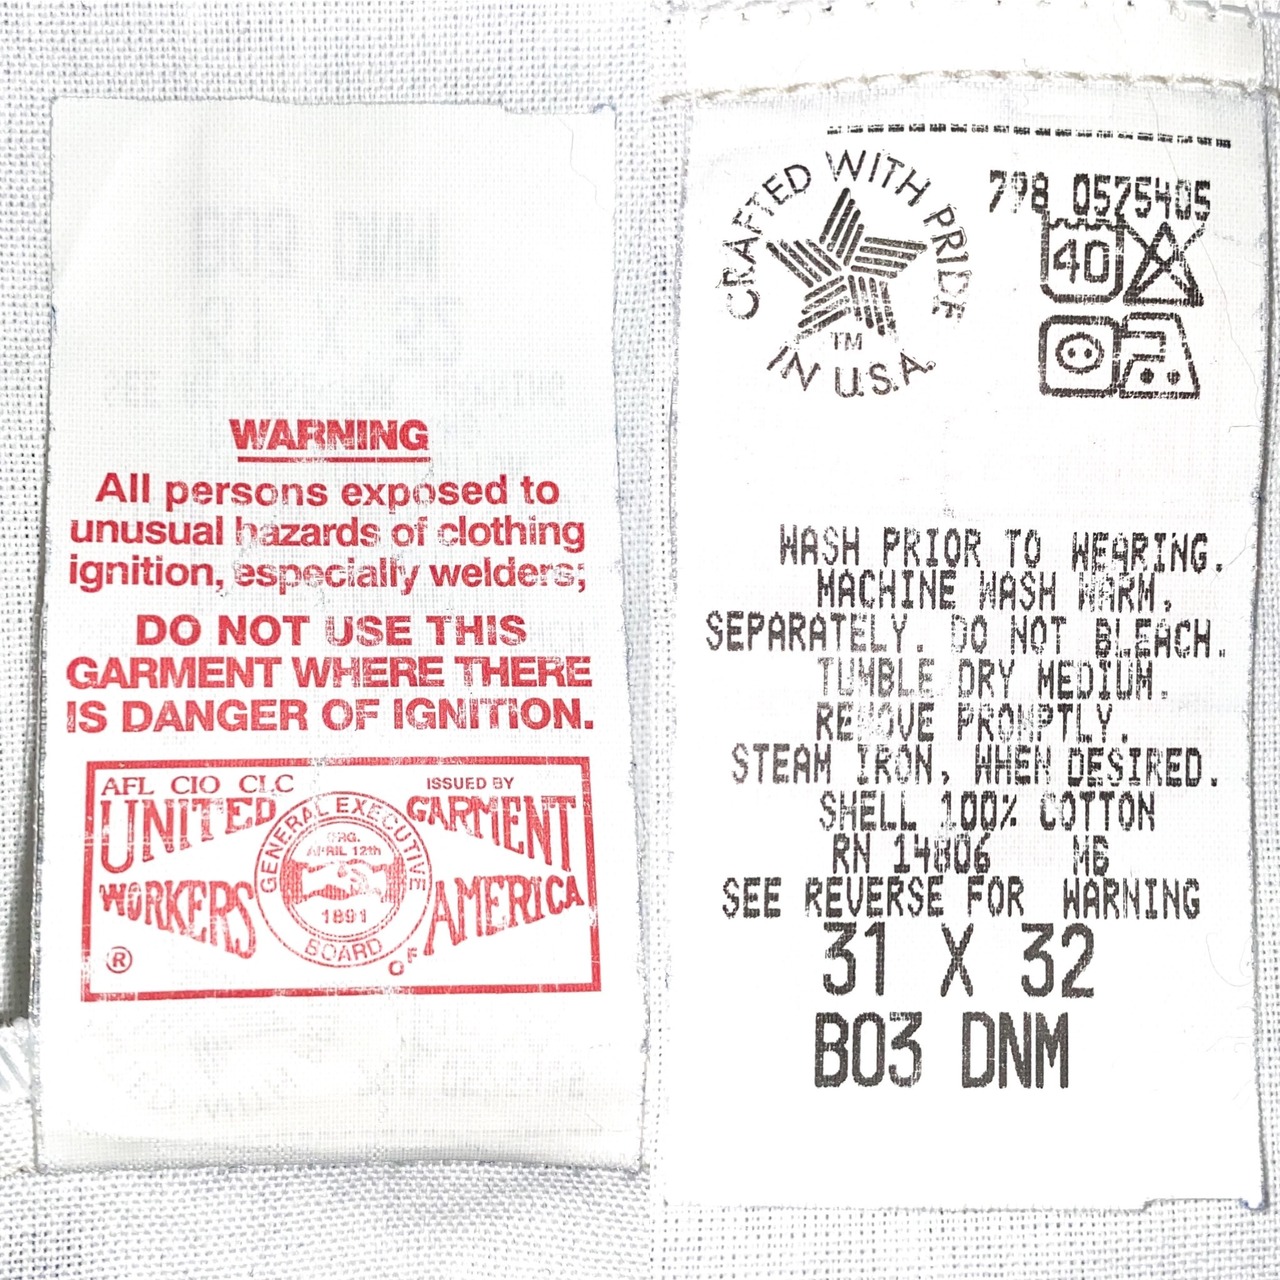 WARNING
All persons exposed to
unusual hazards of clothing
ignition, especially welders;
DO NOT USE THIS
GARMENT WHERE THERE
IS DANGER OF IGNITION.
AFL CIO CLC
ISSUED BY
UNITED
GARMENT
WORKERS
OF
AMERICA
GENERAL EXECUTIVE
BOARD
ORG.
APRIL 12th
1891
®
CRAFTED WITH PRIDE
TM
IN U.S.A.
798 0575405
40
WASH PRIOR TO WEARING.
MACHINE WASH WARM,
SEPARATELY. DO NOT BLEACH.
TUMBLE DRY MEDIUM.
REMOVE PROMPTLY.
STEAM IRON, WHEN DESIRED.
SHELL 100% COTTON
RN 14806 M6
SEE REVERSE FOR WARNING
31 X 32
B03 DNM